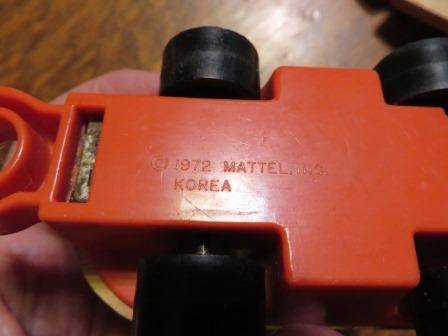 © 1972 MATTEL, INC.
KOREA